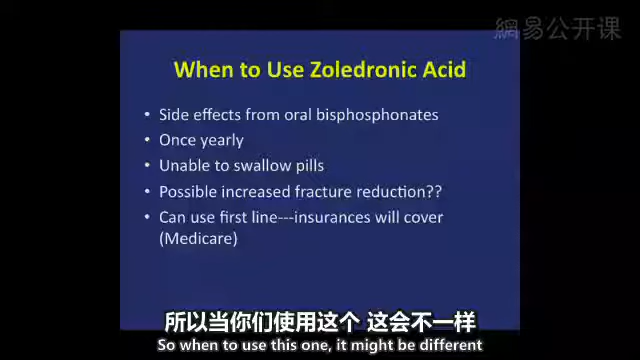 網易公开课
When to Use Zoledronic Acid
• Side effects from oral bisphosphonates
• Once yearly
• Unable to swallow pills
• Possible increased fracture reduction??
• Can use first line---insurances will cover
(Medicare)
所以当你们使用这个 这会不一样
So when to use this one, it might be different